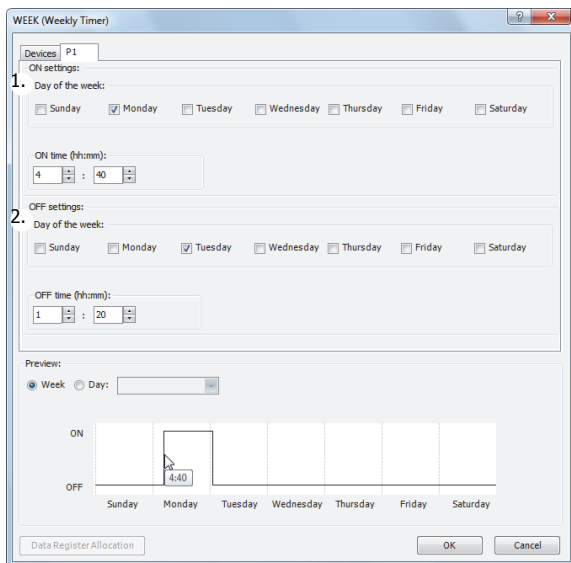 WEEK (Weekly Timer)
Devices P1
ON settings:
1. Day of the week:
Sunday Monday Tuesday Wednesday Thursday Friday Saturday
ON time (hh:mm):
4 : 40
OFF settings:
2. Day of the week:
Sunday Monday Tuesday Wednesday Thursday Friday Saturday
OFF time (hh:mm):
1 : 20
Preview:
Week Day:
ON
4:40
OFF
Sunday Monday Tuesday Wednesday Thursday Friday Saturday
Data Register Allocation OK Cancel